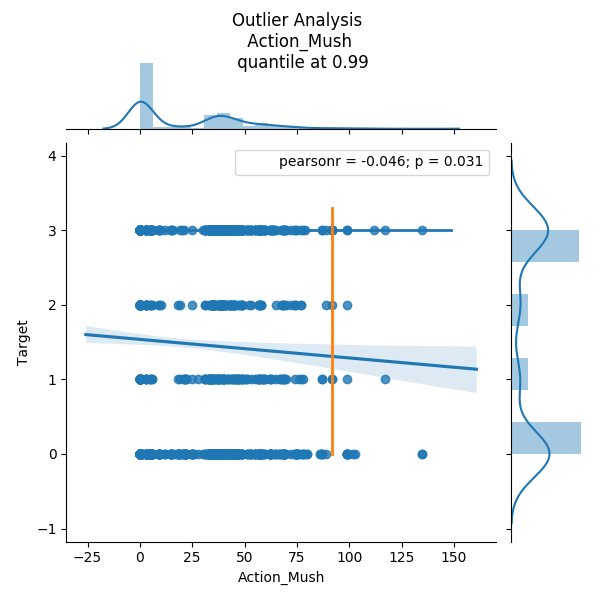 Outlier Analysis
Action_Mush
quantile at 0.99
pearsonr = -0.046; p = 0.031
4
3
2
1
0
−1
Target
−25
0
25
50
75
100
125
150
Action_Mush